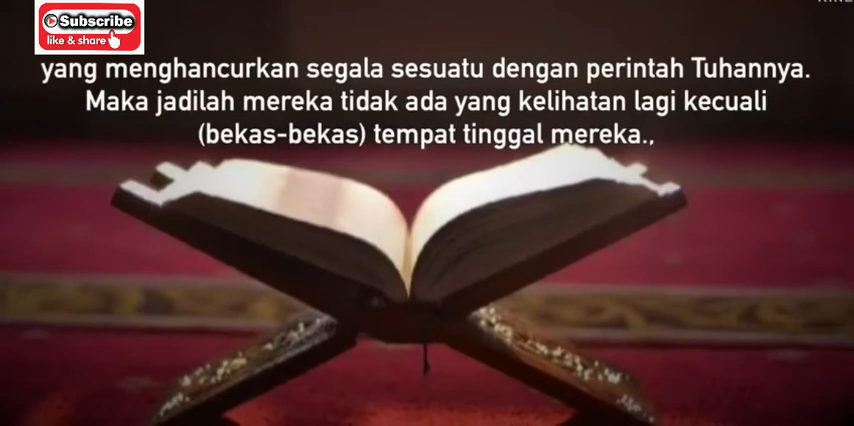 Subscribe
like & share
yang menghancurkan segala sesuatu dengan perintah Tuhannya.
Maka jadilah mereka tidak ada yang kelihatan lagi kecuali
(bekas-bekas) tempat tinggal mereka.,